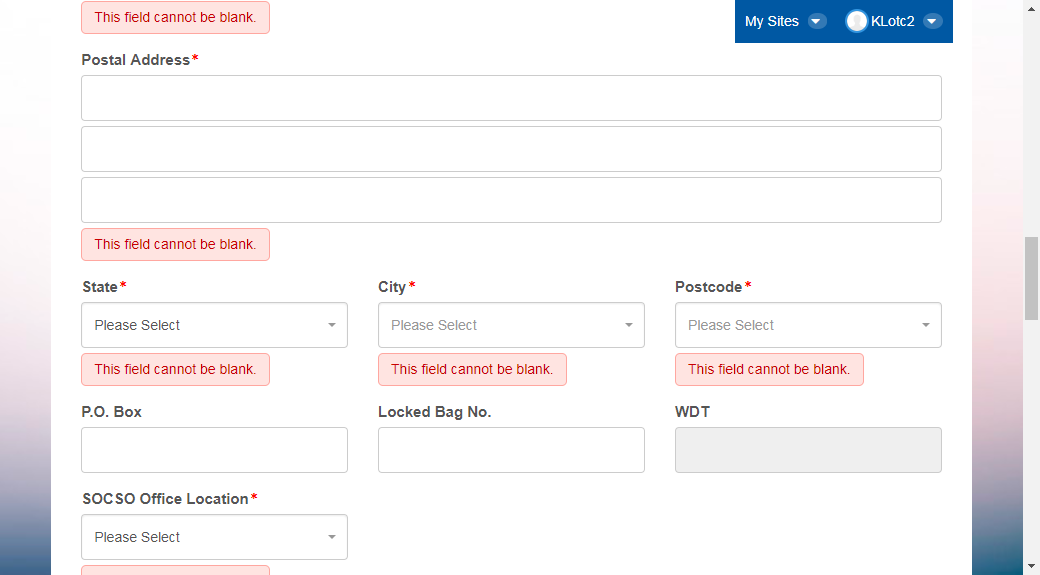 This field cannot be blank.
My Sites KLotc2
Postal Address*
This field cannot be blank.
State* City* Postcode*
Please Select Please Select Please Select
This field cannot be blank. This field cannot be blank. This field cannot be blank.
P.O. Box Locked Bag No. WDT
SOCSO Office Location*
Please Select